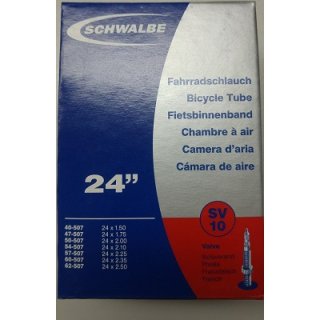 SCHWALBE
Fahrradschlauch
Bicycle Tube
Fietsbinnenband
Chambre à air
Camera d'aria
Cámara de aire
24"
SV
10
40-507 24 x 1.50
47-507 24 x 1.75
50-507 24 x 2.00
54-507 24 x 2.10
57-507 24 x 2.25
60-507 24 x 2.35
62-507 24 x 2.50
Valve